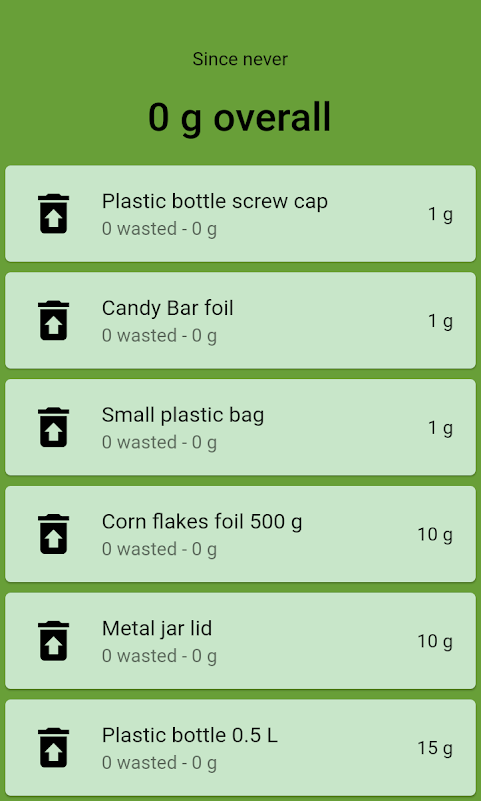 Since never
0 g overall
Plastic bottle screw cap
0 wasted - 0 g
1 g
Candy Bar foil
0 wasted - 0 g
1 g
Small plastic bag
0 wasted - 0 g
1 g
Corn flakes foil 500 g
0 wasted - 0 g
10 g
Metal jar lid
0 wasted - 0 g
10 g
Plastic bottle 0.5 L
0 wasted - 0 g
15 g